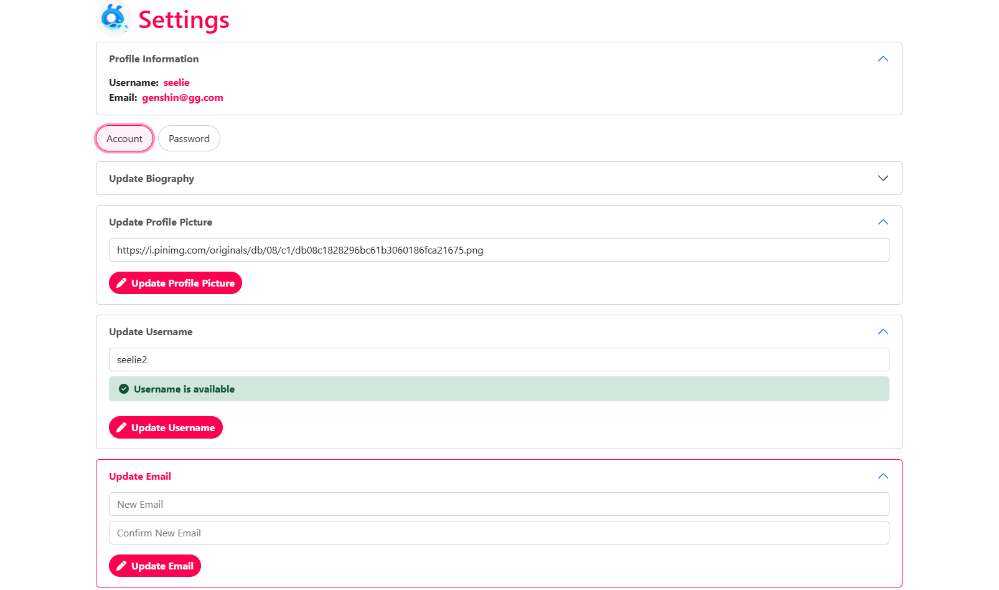 Settings
Profile Information
Username: seelie
Email: genshin@gg.com
Account Password
Update Biography
Update Profile Picture
https://i.pinimg.com/originals/db/08/c1/db08c1828296bc61b3060186fca21675.png
Update Profile Picture
Update Username
seelie2
Username is available
Update Username
Update Email
New Email
Confirm New Email
Update Email